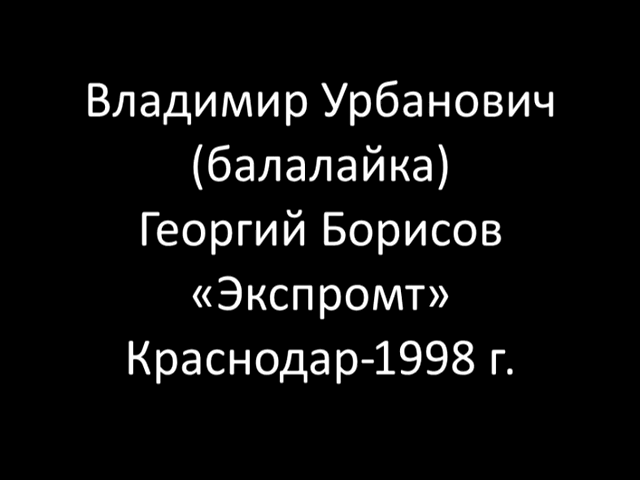 Владимир Урбанович
(балалайка)
Георгий Борисов
«Экспромт»
Краснодар-1998 г.